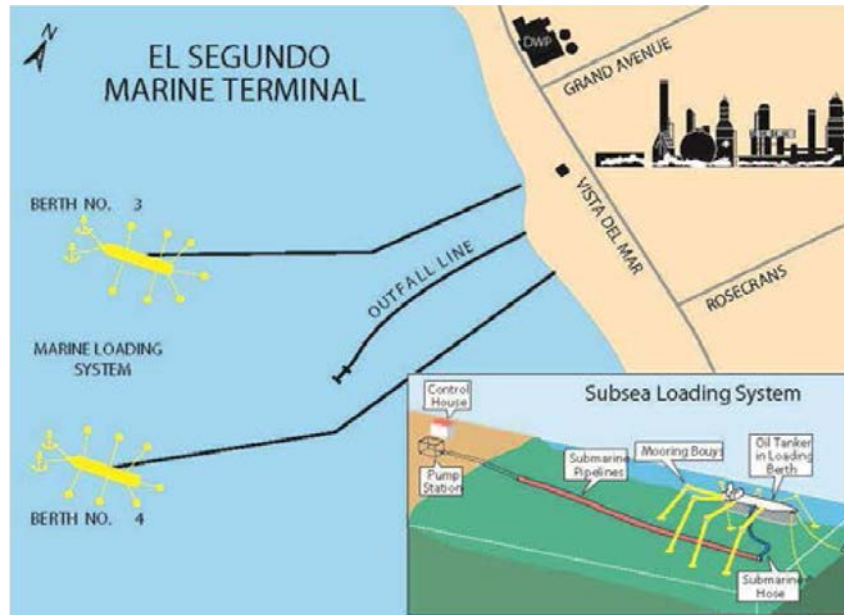 N
EL SEGUNDO
MARINE TERMINAL
DWP
GRAND AVENUE
BERTH NO. 3
VISTA DEL MAR
OUTFALL LINE
ROSECRANS
MARINE LOADING
SYSTEM
BERTH NO. 4
Subsea Loading System
Control
House
Pump
Station
Submarine
Pipelines
Mooring Bouys
Oil Tanker
in Loading
Berth
Submarine
Hose